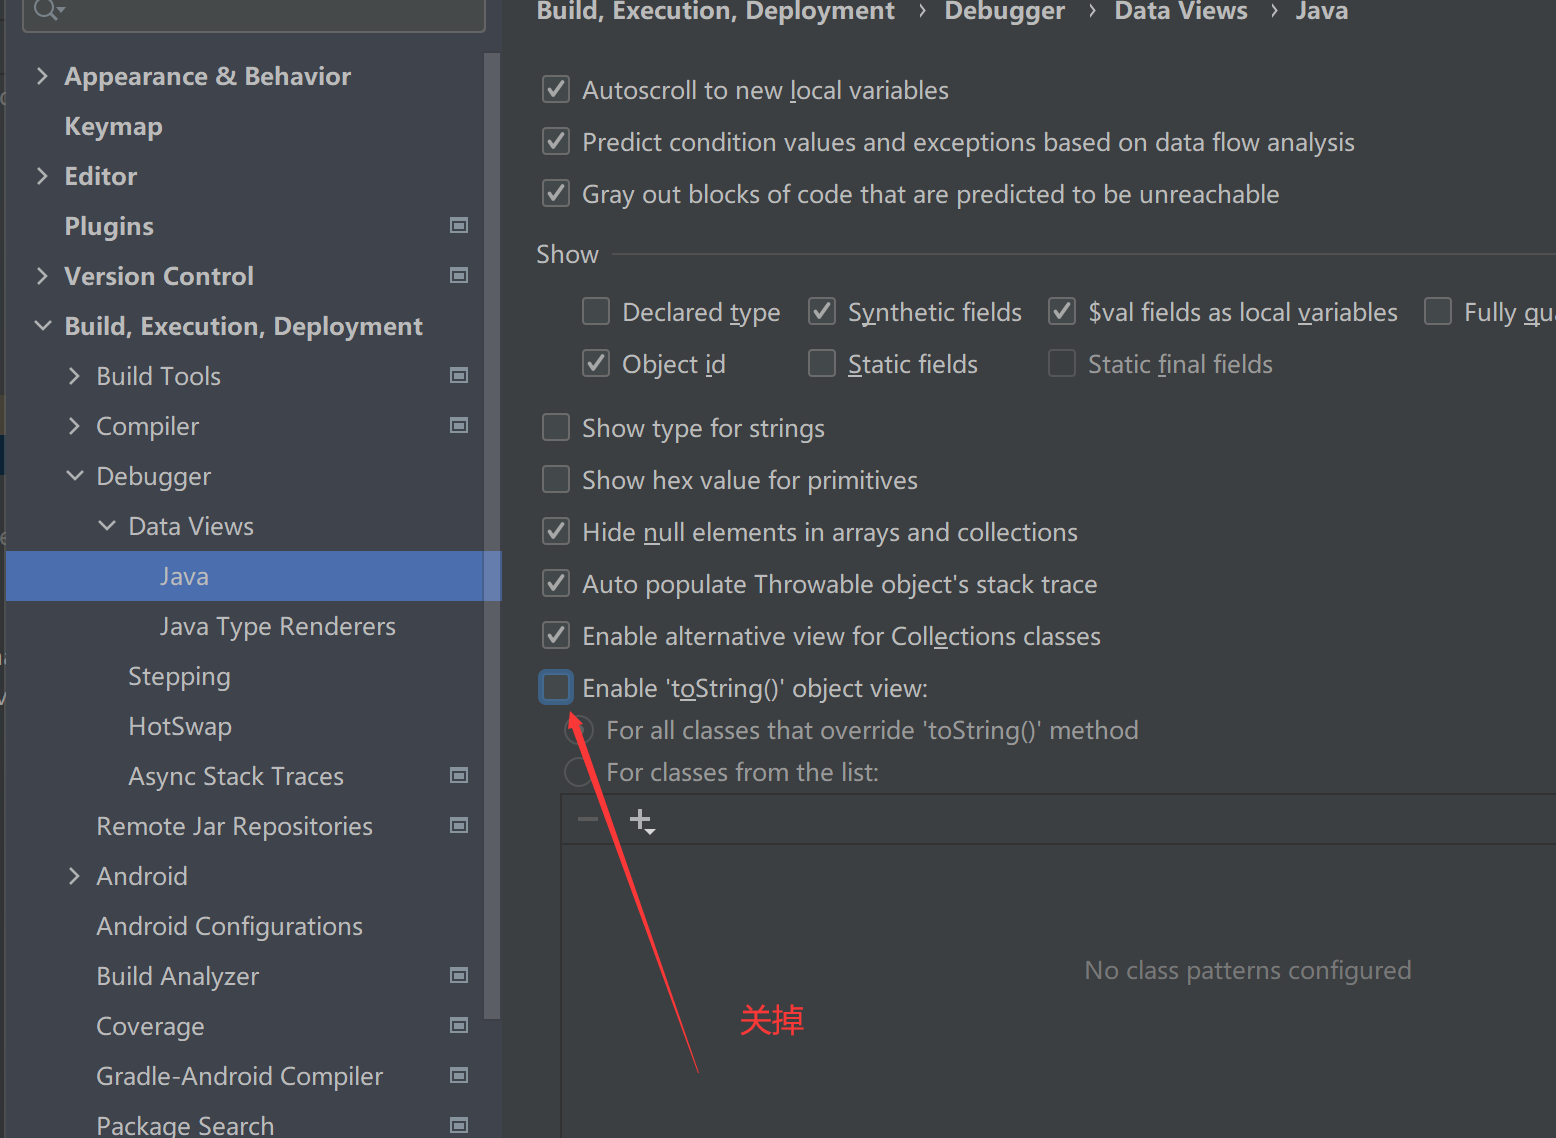 Build, Execution, Deployment › Debugger › Data Views › Java
Appearance & Behavior
Keymap
Editor
Plugins
Version Control
Build, Execution, Deployment
Build Tools
Compiler
Debugger
Data Views
Java
Java Type Renderers
Stepping
HotSwap
Async Stack Traces
Remote Jar Repositories
Android
Android Configurations
Build Analyzer
Coverage
Gradle-Android Compiler
Package Search
Autoscroll to new local variables
Predict condition values and exceptions based on data flow analysis
Gray out blocks of code that are predicted to be unreachable
Show
Declared type Synthetic fields $val fields as local variables Fully
Object id Static fields Static final fields
Show type for strings
Show hex value for primitives
Hide null elements in arrays and collections
Auto populate Throwable object's stack trace
Enable alternative view for Collections classes
Enable 'toString()' object view:
For all classes that override 'toString()' method
For classes from the list:
No class patterns configured
关掉